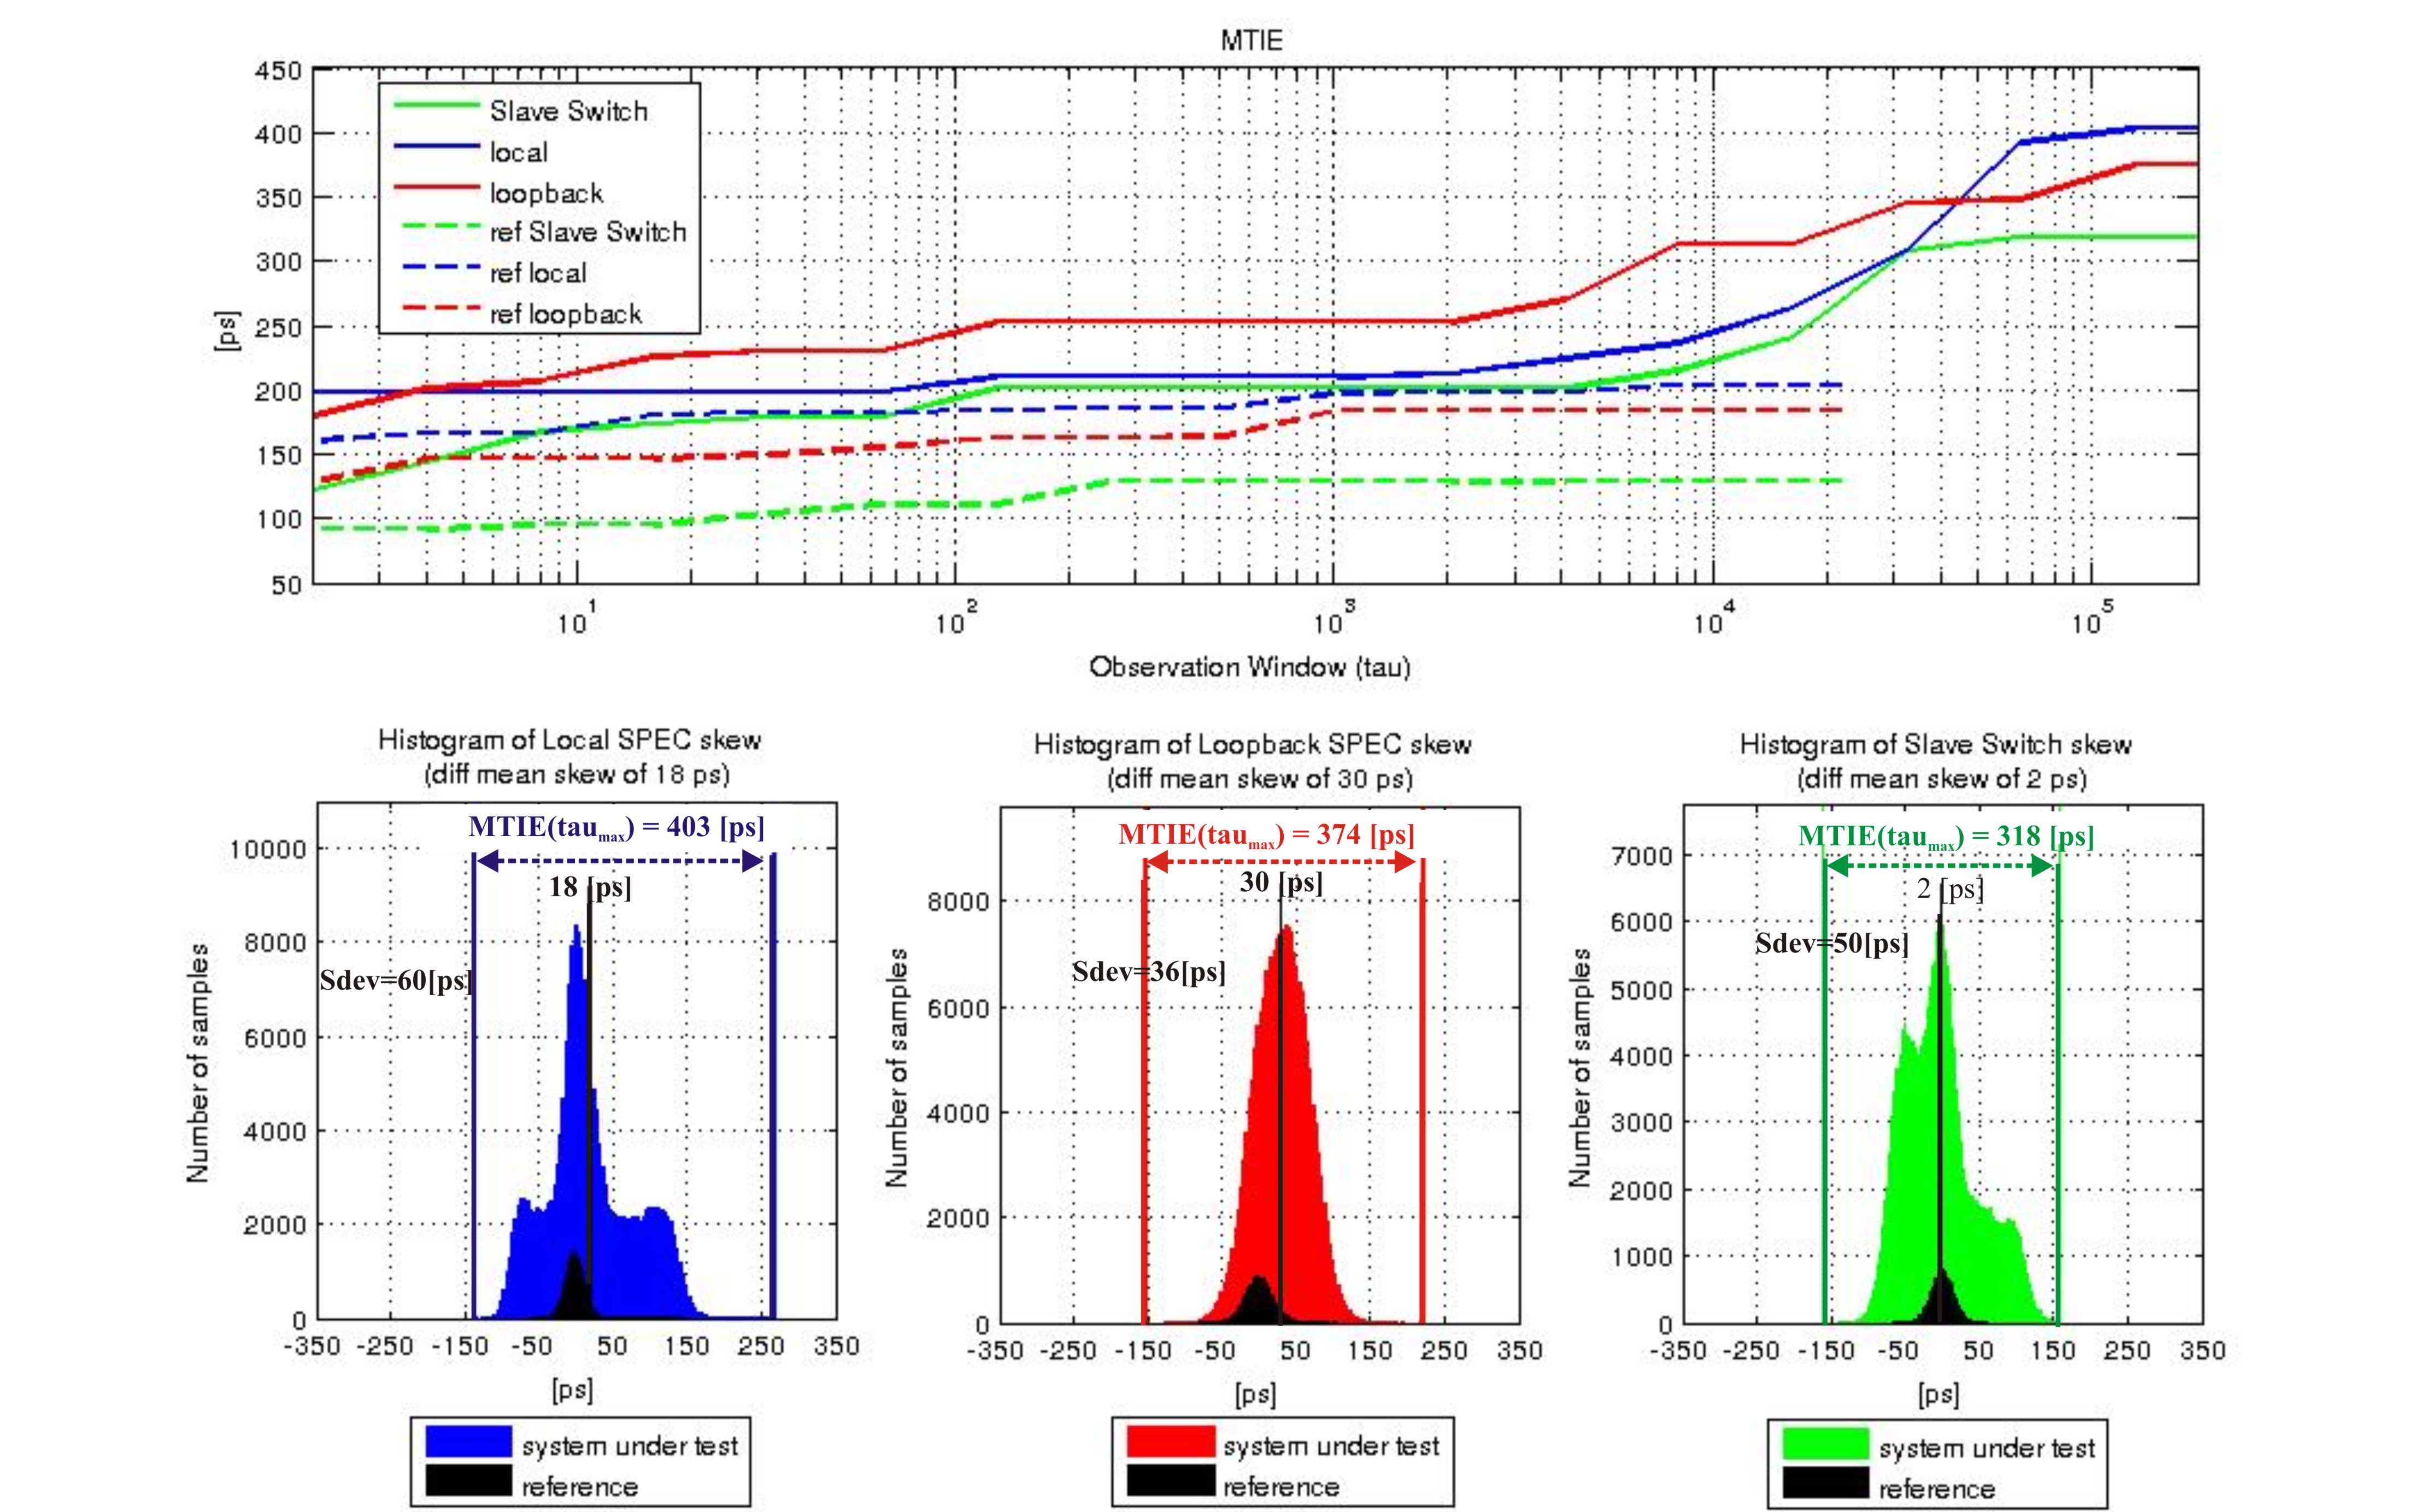 MTIE
450
400
350
300
250
200
150
100
50
[ps]
Slave Switch
local
loopback
ref Slave Switch
ref local
ref loopback
10^1 10^2 10^3 10^4 10^5
Observation Window (tau)
Histogram of Local SPEC skew
(diff mean skew of 18 ps)
MTIE(tau_max) = 403 [ps]
18 [ps]
Sdev=60[ps]
Number of samples
10000
8000
6000
4000
2000
0
-350 -250 -150 -50 50 150 250 350
[ps]
system under test
reference
Histogram of Loopback SPEC skew
(diff mean skew of 30 ps)
MTIE(tau_max) = 374 [ps]
30 [ps]
Sdev=36[ps]
Number of samples
8000
6000
4000
2000
0
-350 -250 -150 -50 50 150 250 350
[ps]
system under test
reference
Histogram of Slave Switch skew
(diff mean skew of 2 ps)
MTIE(tau_max) = 318 [ps]
2 [ps]
Sdev=50[ps]
Number of samples
7000
6000
5000
4000
3000
2000
1000
0
-350 -250 -150 -50 50 150 250 350
[ps]
system under test
reference